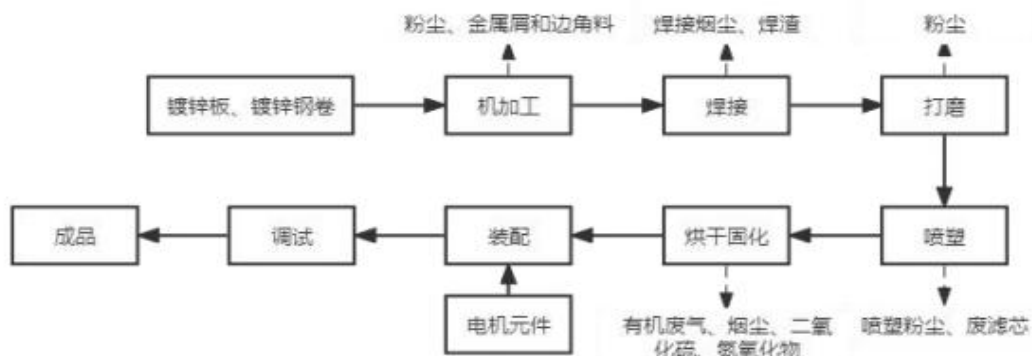 粉尘、金属屑和边角料
焊接烟尘、焊渣
粉尘
镀锌板、镀锌钢卷
机加工
焊接
打磨
成品
调试
装配
烘干固化
喷塑
电机元件
有机废气、烟尘、二氧
化硫、氮氧化物
喷塑粉尘、废滤芯